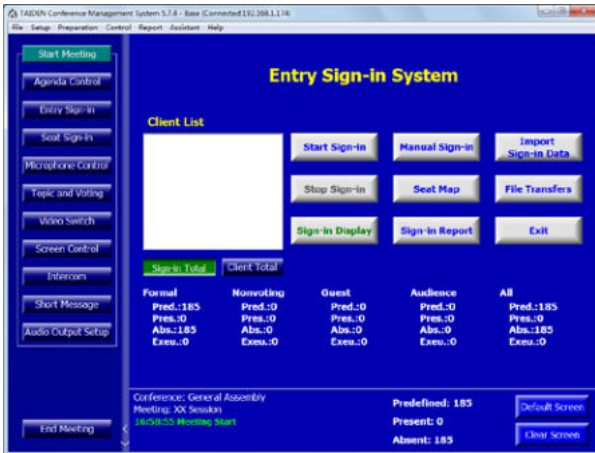 TAIDEN Conference Management System 5.7.4 - Base (Connected:192.168.1.174)
File Setup Preparation Control Report Assistant Help
Start Meeting
Agenda Control
Entry Sign-in
Seat Sign-in
Microphone Control
Topic and Voting
Video Switch
Screen Control
Intercom
Short Message
Audio Output Setup
End Meeting
Entry Sign-in System
Client List
Start Sign-in Manual Sign-in Import Sign-in Data
Stop Sign-in Seat Map File Transfers
Sign-in Display Sign-in Report Exit
Sign-in Total Client Total
Formal Nonvoting Guest Audience All
Pred.:185 Pred.:0 Pred.:0 Pred.:0 Pred.:185
Pres.:0 Pres.:0 Pres.:0 Pres.:0 Pres.:0
Abs.:185 Abs.:0 Abs.:0 Abs.:0 Abs.:185
Exeu.:0 Exeu.:0 Exeu.:0 Exeu.:0 Exeu.:0
Conference: General Assembly
Meeting: XX Session
16:58:55 Meeting Start
Predefined: 185
Present: 0
Absent: 185
Default Screen
Clear Screen